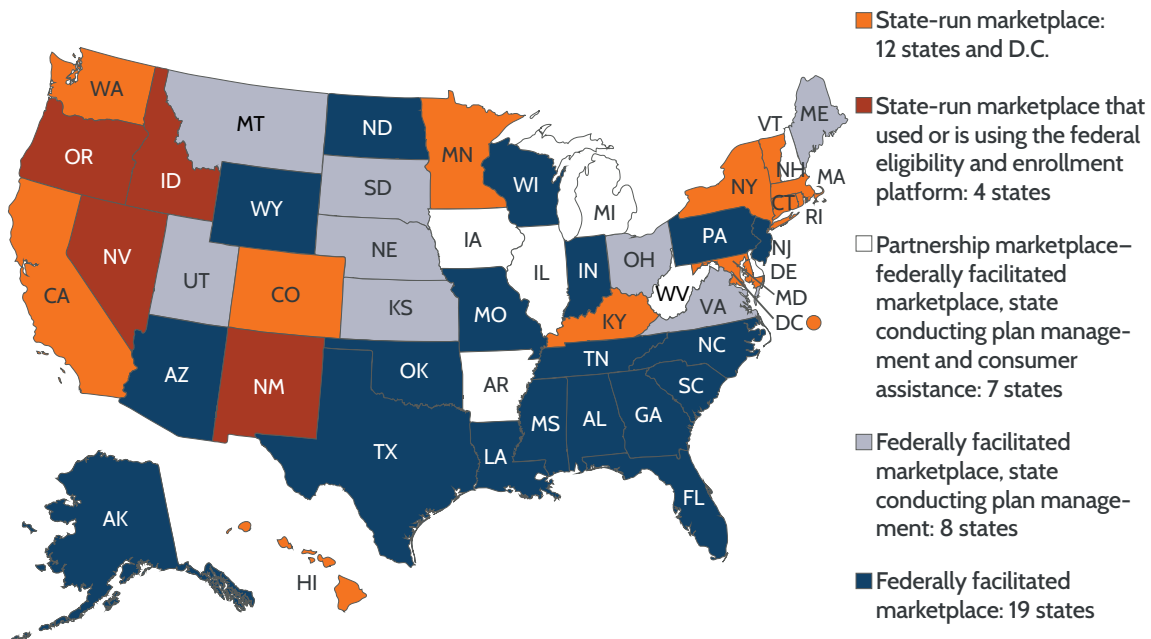 WA
OR
ID
MT
ND
MN
WI
MI
SD
WY
NV
CA
UT
CO
NE
KS
IA
IL
IN
OH
MO
KY
WV
VA
PA
NY
VT
NH
ME
MA
CT
RI
NJ
DE
MD
DC
AZ
NM
OK
TX
AR
LA
MS
AL
GA
TN
NC
SC
FL
AK
HI
State-run marketplace:
12 states and D.C.
State-run marketplace that
used or is using the federal
eligibility and enrollment
platform: 4 states
Partnership marketplace–
federally facilitated
marketplace, state
conducting plan manage-
ment and consumer
assistance: 7 states
Federally facilitated
marketplace, state
conducting plan manage-
ment: 8 states
Federally facilitated
marketplace: 19 states